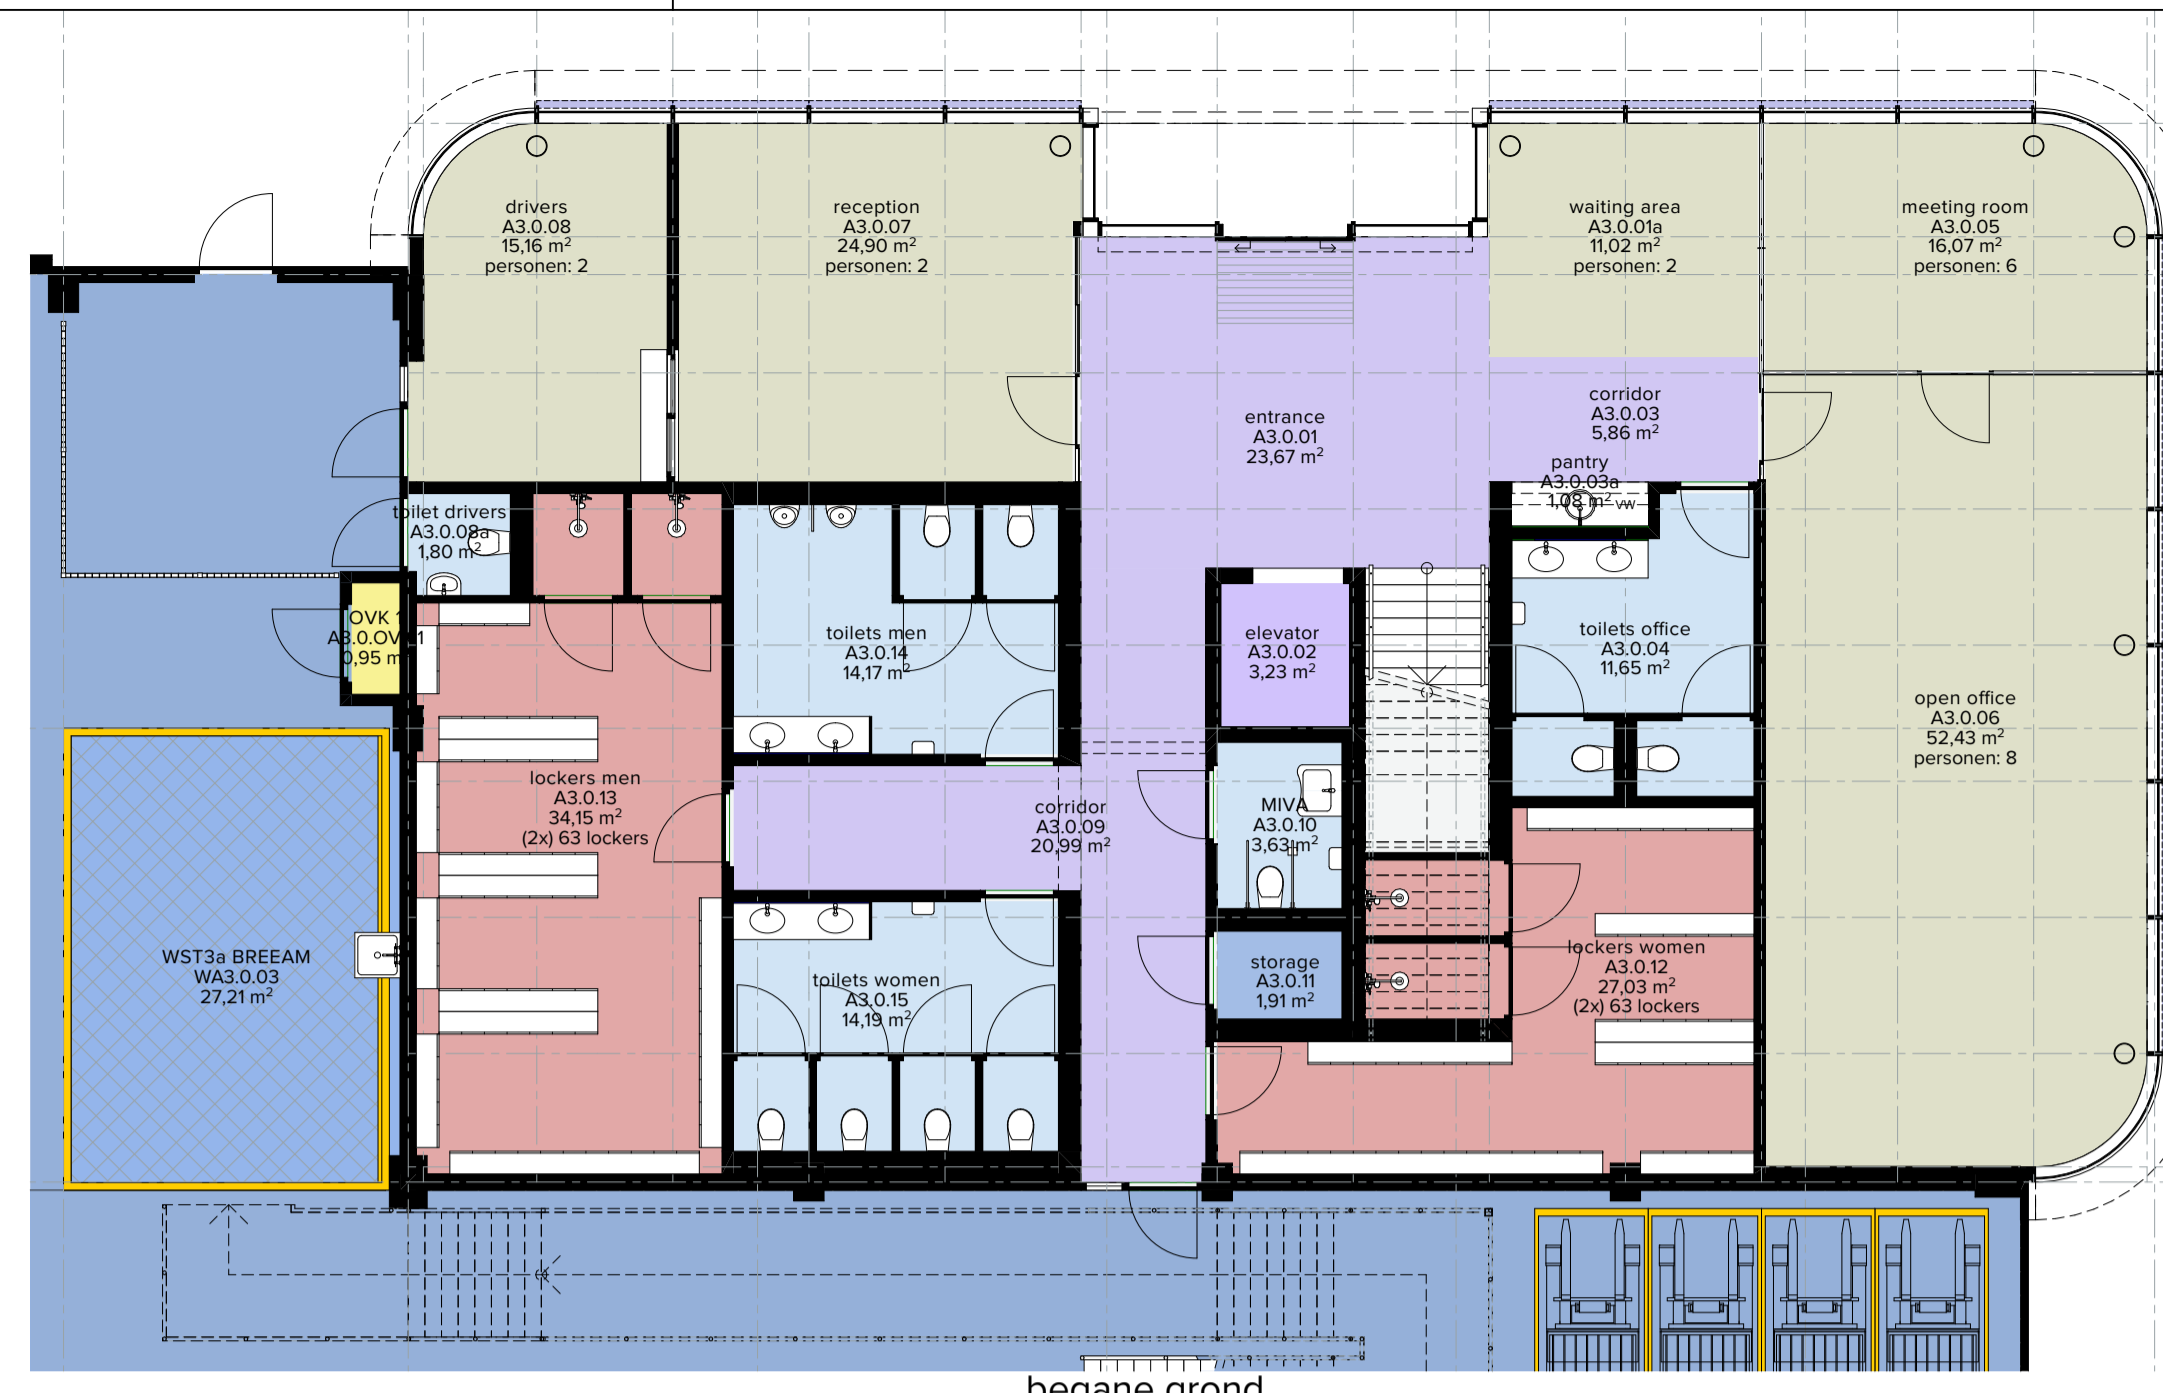 drivers
A3.0.08
15,16 m²
personen: 2
reception
A3.0.07
24,90 m²
personen: 2
waiting area
A3.0.01a
11,02 m²
personen: 2
meeting room
A3.0.05
16,07 m²
personen: 6
entrance
A3.0.01
23,67 m²
corridor
A3.0.03
5,86 m²
pantry
A3.0.03a
1,08 m²
vw
toilet drivers
A3.0.08a
1,80 m²
OVK 1
A3.0.OVK1
0,95 m²
toilets men
A3.0.14
14,17 m²
elevator
A3.0.02
3,23 m²
toilets office
A3.0.04
11,65 m²
open office
A3.0.06
52,43 m²
personen: 8
lockers men
A3.0.13
34,15 m²
(2x) 63 lockers
corridor
A3.0.09
20,99 m²
MIVA
A3.0.10
3,63 m²
WST3a BREEAM
WA3.0.03
27,21 m²
toilets women
A3.0.15
14,19 m²
storage
A3.0.11
1,91 m²
lockers women
A3.0.12
27,03 m²
(2x) 63 lockers
begane grond